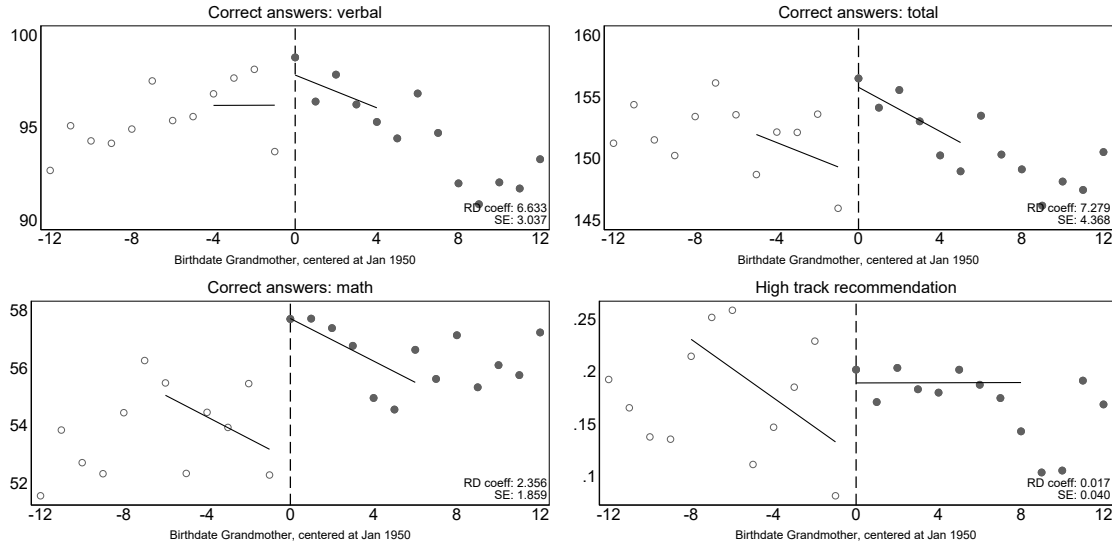 Correct answers: verbal
100
95
90
-12 -8 -4 0 4 8 12
RD coeff: 6.633
SE: 3.037
Birthdate Grandmother, centered at Jan 1950
Correct answers: total
160
155
150
145
-12 -8 -4 0 4 8 12
RD coeff: 7.279
SE: 4.368
Birthdate Grandmother, centered at Jan 1950
Correct answers: math
58
56
54
52
-12 -8 -4 0 4 8 12
RD coeff: 2.356
SE: 1.859
Birthdate Grandmother, centered at Jan 1950
High track recommendation
.25
.2
.15
.1
-12 -8 -4 0 4 8 12
RD coeff: 0.017
SE: 0.040
Birthdate Grandmother, centered at Jan 1950